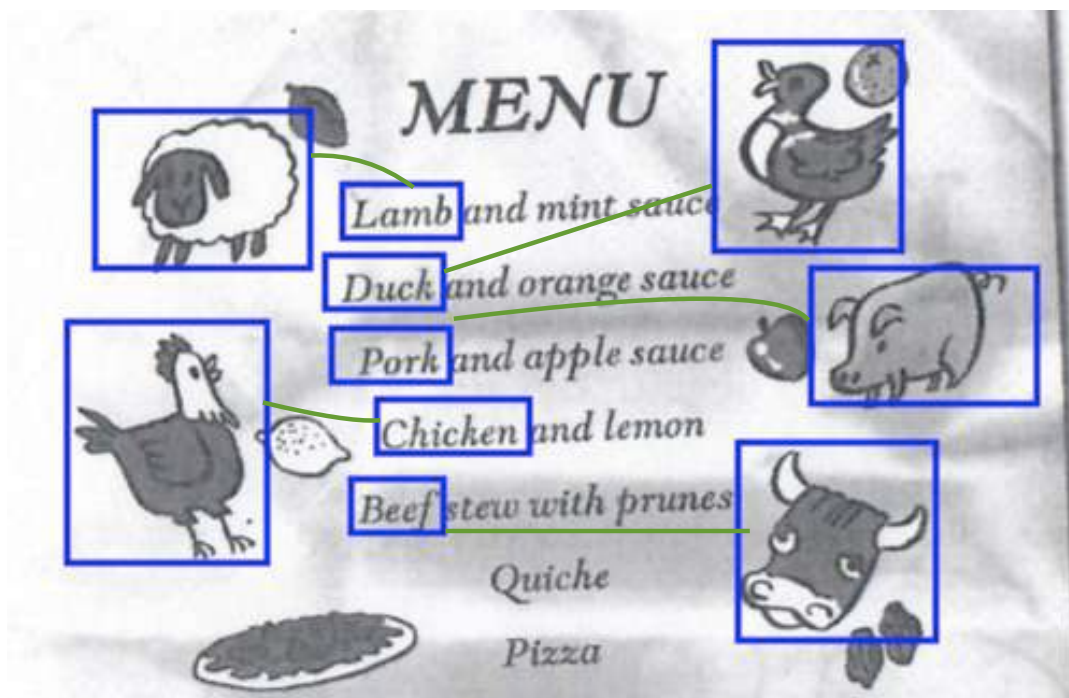 MENU
Lamb and mint sauce
Duck and orange sauce
Pork and apple sauce
Chicken and lemon
Beef stew with prunes
Quiche
Pizza